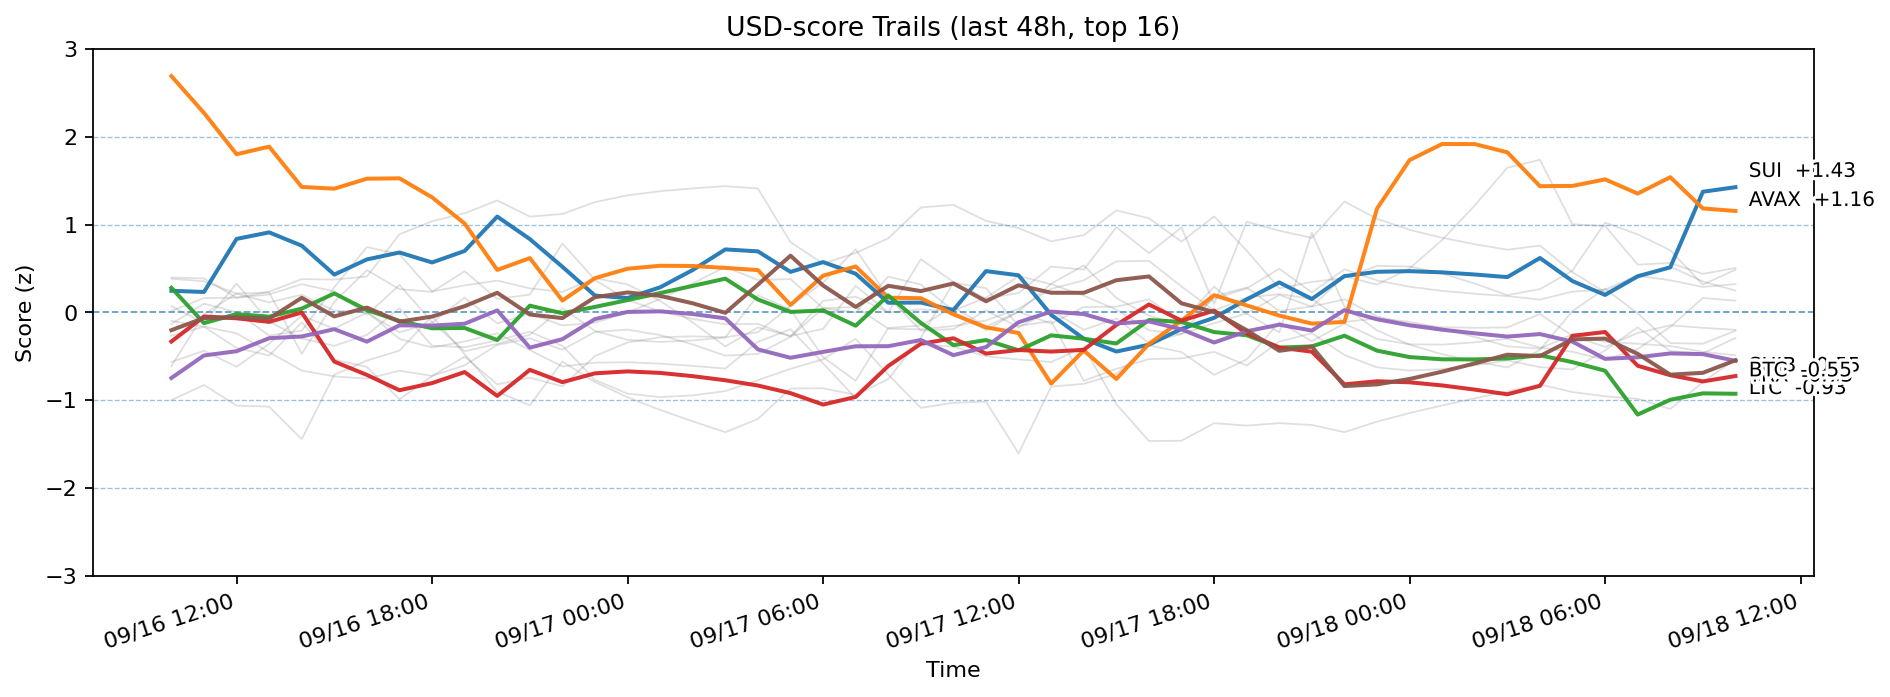 USD-score Trails (last 48h, top 16)
3
2
1
0
−1
−2
−3
Score (z)
SUI +1.43
AVAX +1.16
BTC -0.55
LTC -0.93
09/16 12:00
09/16 18:00
09/17 00:00
09/17 06:00
09/17 12:00
09/17 18:00
09/18 00:00
09/18 06:00
09/18 12:00
Time